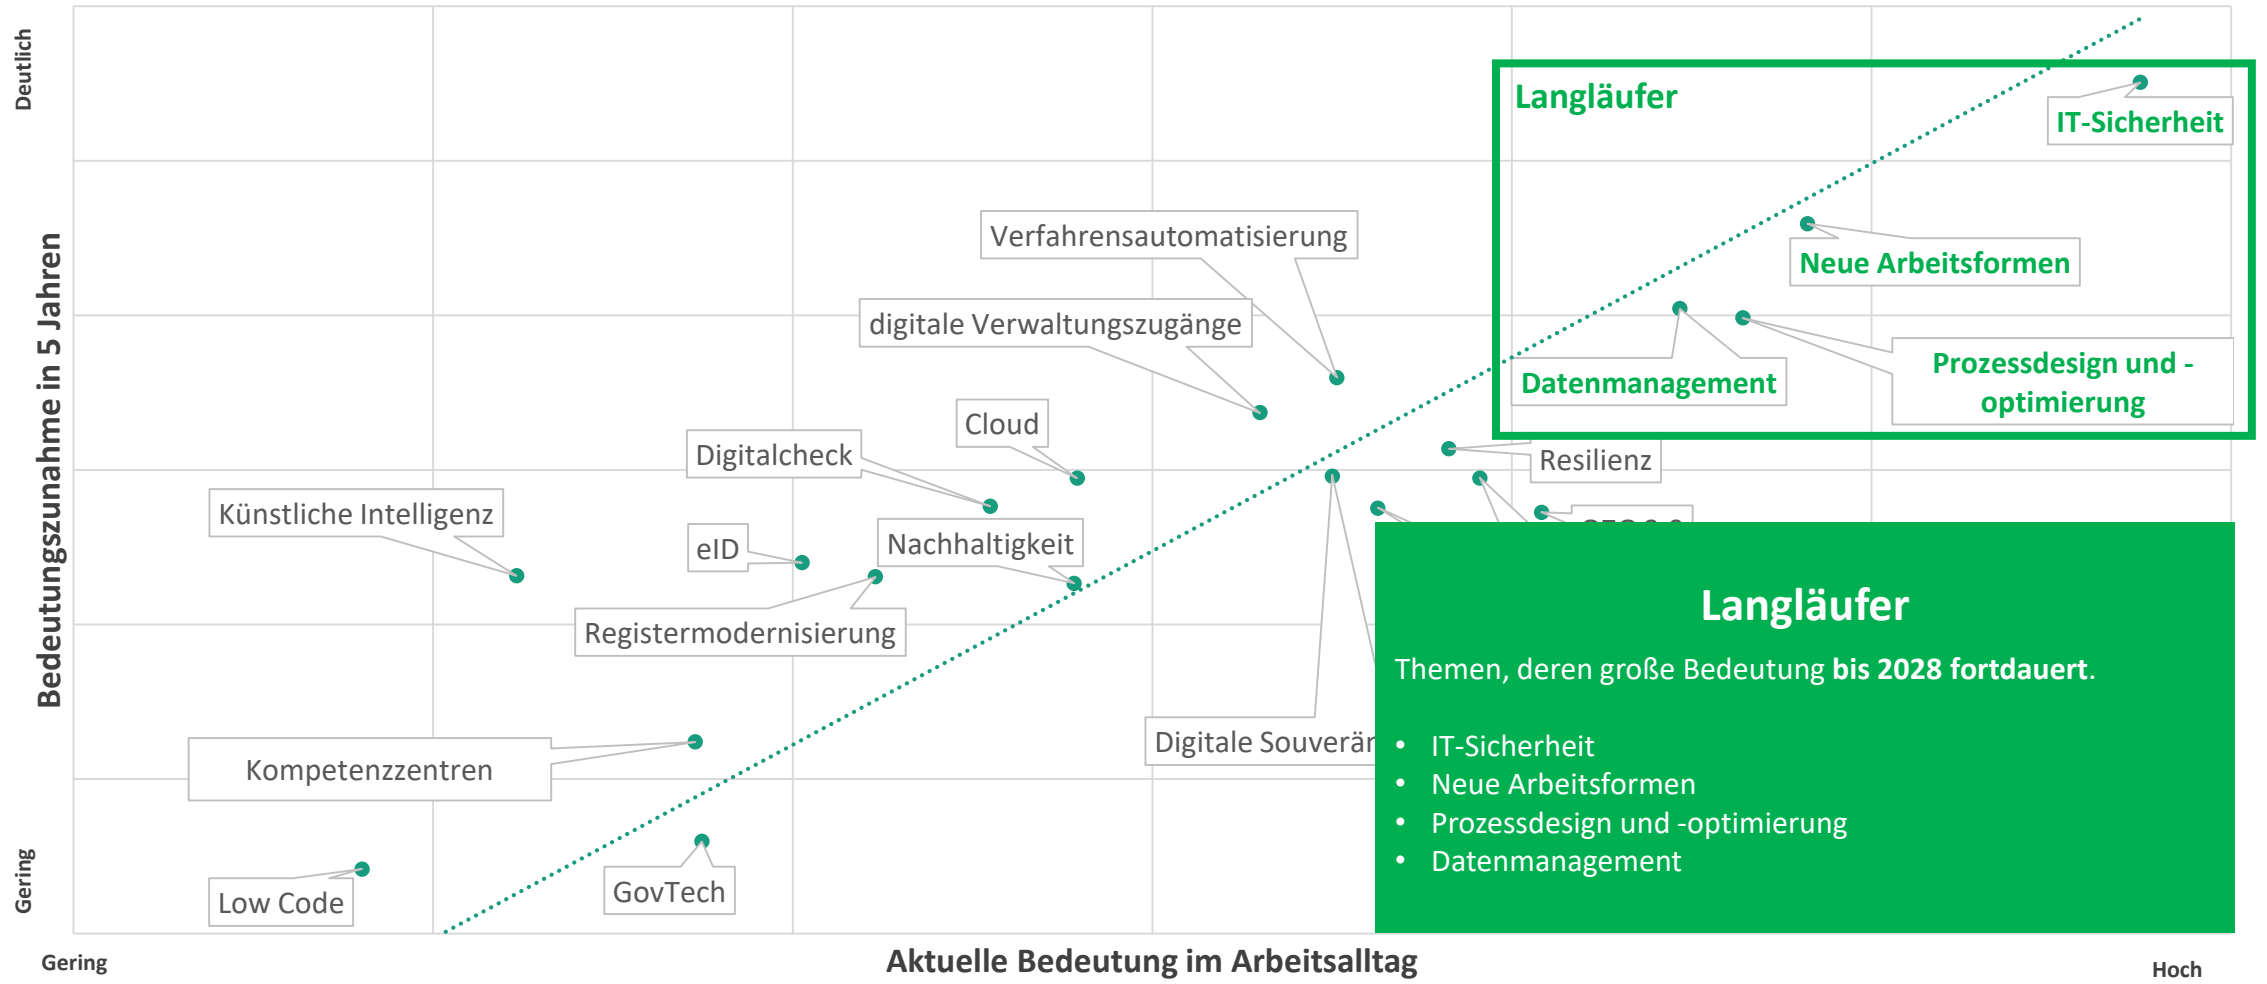 Deutlich
Bedeutungszunahme in 5 Jahren
Gering
Langläufer
IT-Sicherheit
Verfahrensautomatisierung
Neue Arbeitsformen
digitale Verwaltungszugänge
Datenmanagement
Prozessdesign und -
optimierung
Cloud
Digitalcheck
Resilienz
Künstliche Intelligenz
eID
Nachhaltigkeit
Registermodernisierung
Digitale
Kompetenzzentren
Low Code
GovTech
Langläufer
Themen, deren große Bedeutung bis 2028 fortdauert.
• IT-Sicherheit
• Neue Arbeitsformen
• Prozessdesign und -optimierung
• Datenmanagement
Gering
Aktuelle Bedeutung im Arbeitsalltag
Hoch